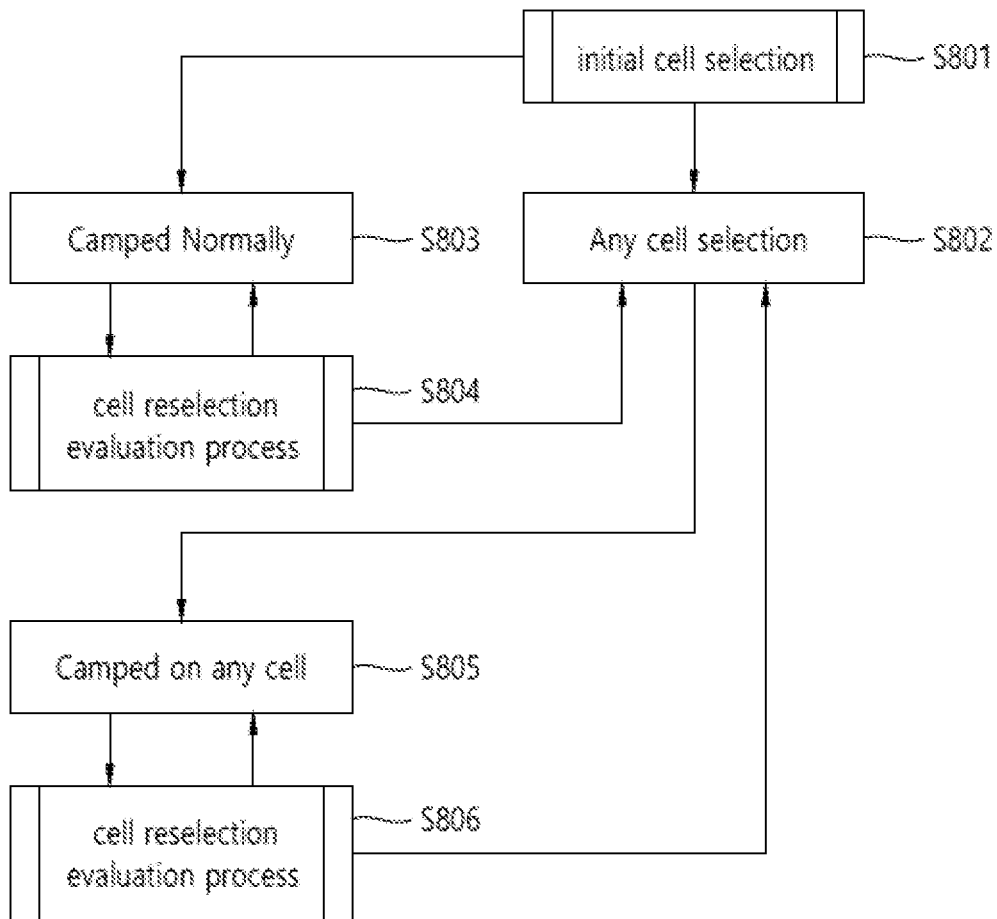 initial cell selection
S801
Camped Normally
S803
Any cell selection
S802
cell reselection
evaluation process
S804
Camped on any cell
S805
cell reselection
evaluation process
S806